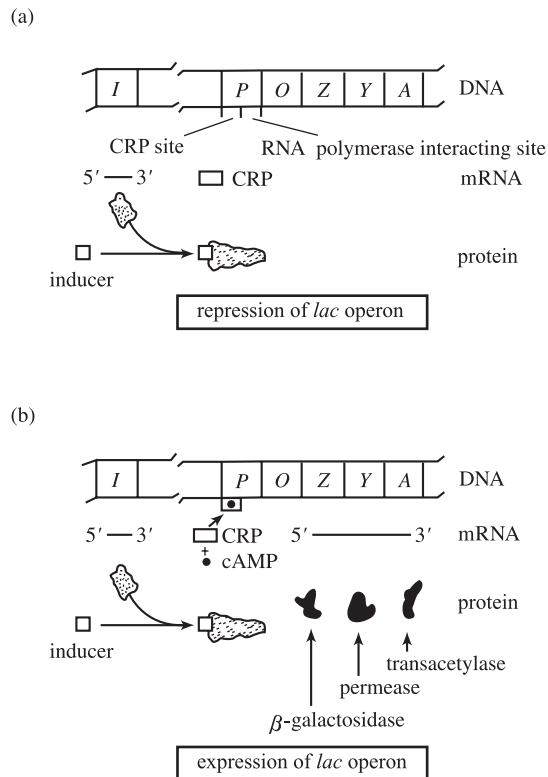 (a)
I P O Z Y A DNA
CRP site RNA polymerase interacting site
5′ 3′ CRP mRNA
protein
inducer
repression of lac operon
(b)
I P O Z Y A DNA
5′ 3′ CRP 5′ 3′ mRNA
+
cAMP
protein
inducer
transacetylase
permease
β-galactosidase
expression of lac operon